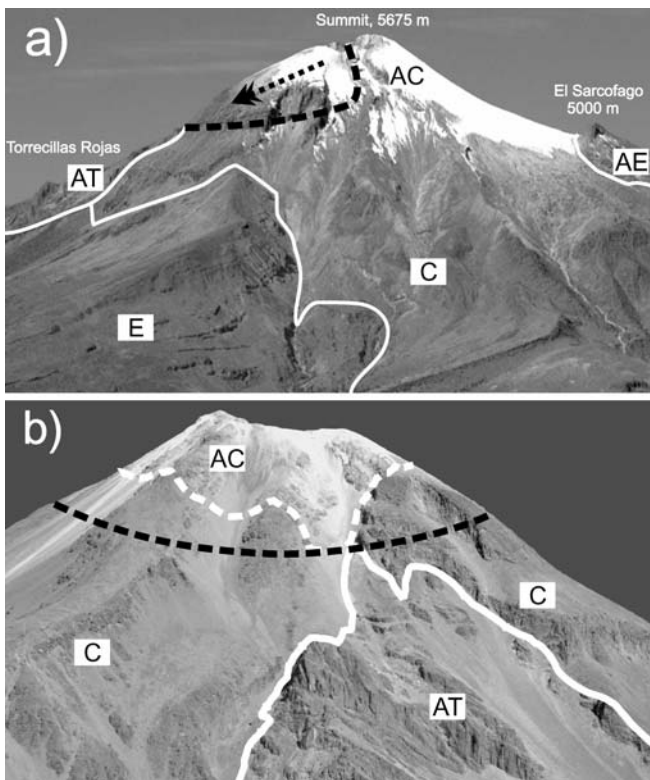 a)
Summit, 5675 m
AC
El Sarcofago
5000 m
Torrecillas Rojas
AT
AE
C
E
b)
AC
C
C
AT